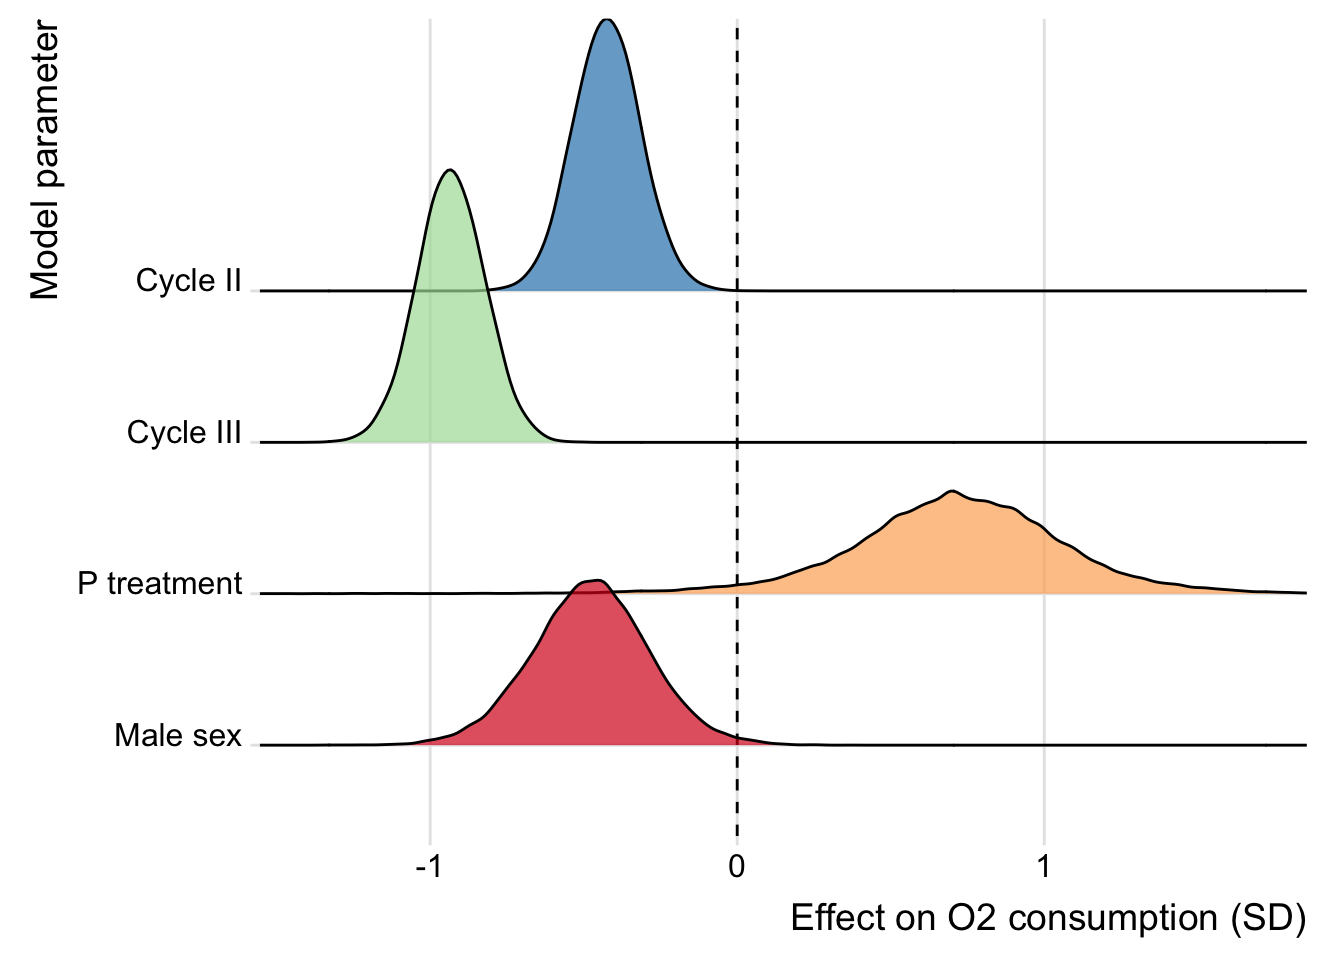 Model parameter
Cycle II
Cycle III
P treatment
Male sex
-1 0 1
Effect on O2 consumption (SD)